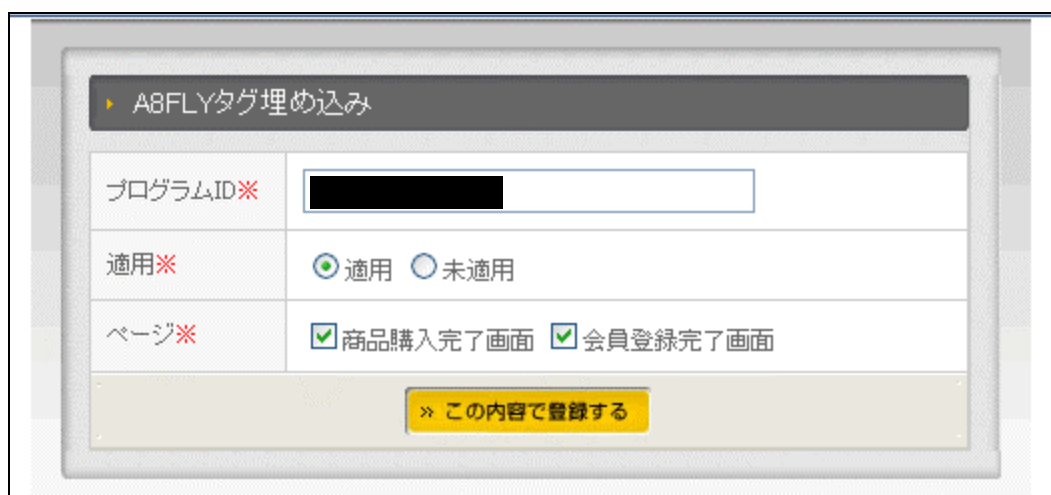 A8FLYタグ埋め込み
プログラムID※
適用※ 適用 未適用
ページ※ 商品購入完了画面 会員登録完了画面
» この内容で登録する